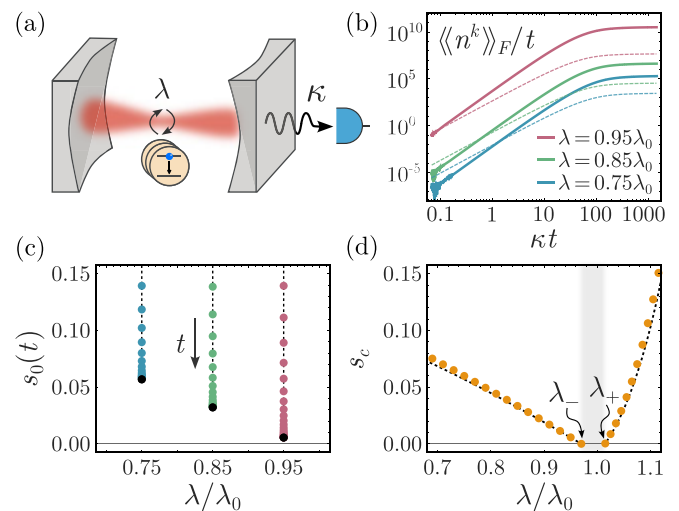 (a)
λ
κ
(b)
⟨⟨n^k⟩⟩_F/t
10^10
10^5
10^0
10^-5
λ = 0.95λ_0
λ = 0.85λ_0
λ = 0.75λ_0
0.1 1 10 100 1000
κt
(c)
0.15
0.10
0.05
0.00
s_0(t)
t
0.75 0.85 0.95
λ/λ_0
(d)
0.15
0.10
0.05
0.00
s_c
λ_- λ_+
0.7 0.8 0.9 1.0 1.1
λ/λ_0